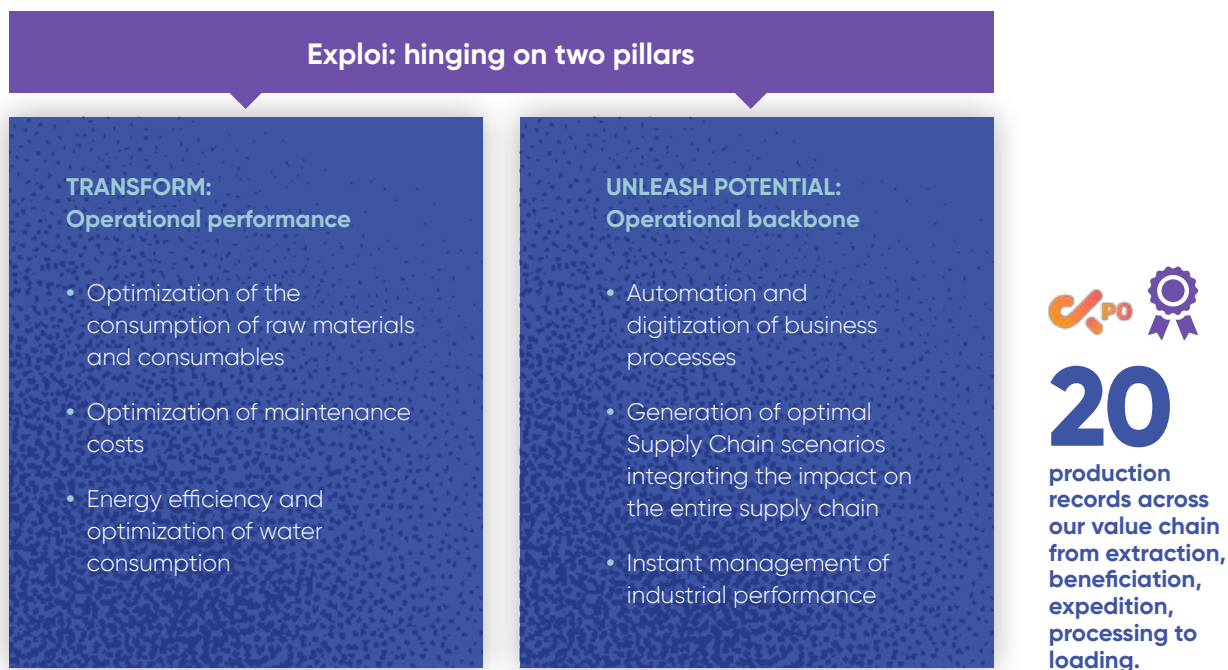 Exploi: hinging on two pillars
TRANSFORM:
Operational performance
• Optimization of the
consumption of raw materials
and consumables
• Optimization of maintenance
costs
• Energy efficiency and
optimization of water
consumption
UNLEASH POTENTIAL:
Operational backbone
• Automation and
digitization of business
processes
• Generation of optimal
Supply Chain scenarios
integrating the impact on
the entire supply chain
• Instant management of
industrial performance
PO
20
production
records across
our value chain
from extraction,
beneficiation,
expedition,
processing to
loading.